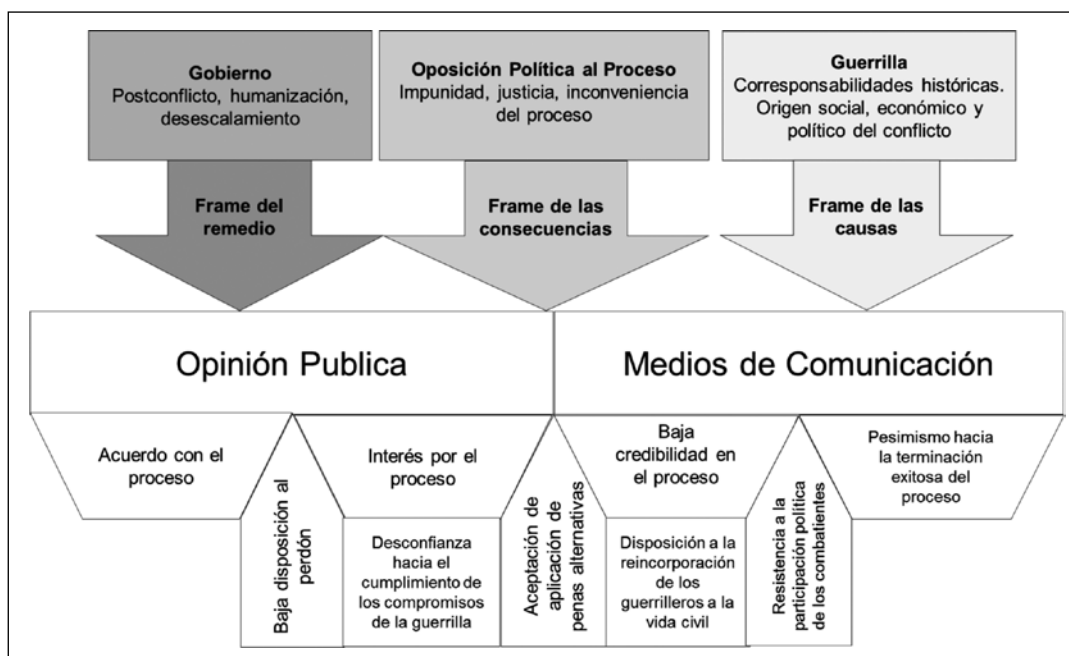 Gobierno
Postconflicto, humanización,
desescalamiento
Oposición Política al Proceso
Impunidad, justicia, inconveniencia
del proceso
Guerrilla
Corresponsabilidades históricas.
Origen social, económico y
político del conflicto
Frame del
remedio
Frame de las
consecuencias
Frame de las
causas
Opinión Publica
Medios de Comunicación
Acuerdo con el
proceso
Baja disposición al
perdón
Interés por el
proceso
Desconfianza
hacia el
cumplimiento de
los compromisos
de la guerrilla
Aceptación de
aplicación de
penas alternativas
Baja
credibilidad en
el proceso
Disposición a la
reincorporación de
los guerrilleros a la
vida civil
Resistencia a la
participación política
de los combatientes
Pesimismo hacia
la terminación
exitosa del
proceso